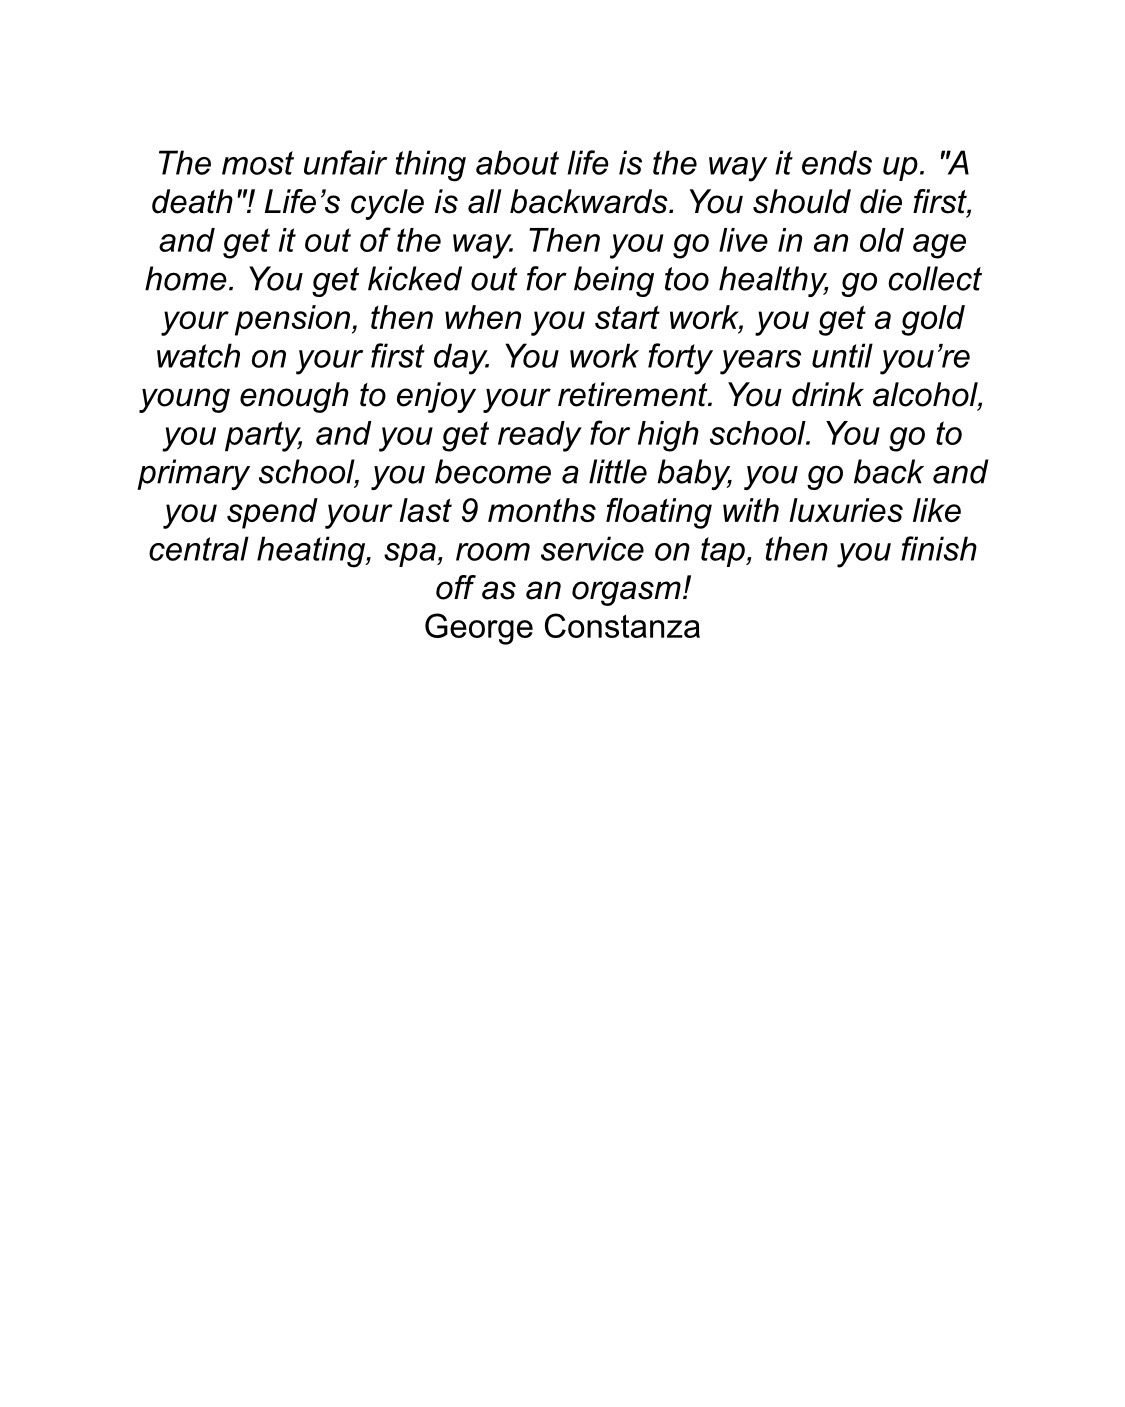 The most unfair thing about life is the way it ends up. "A
death"! Life’s cycle is all backwards. You should die first,
and get it out of the way. Then you go live in an old age
home. You get kicked out for being too healthy, go collect
your pension, then when you start work, you get a gold
watch on your first day. You work forty years until you’re
young enough to enjoy your retirement. You drink alcohol,
you party, and you get ready for high school. You go to
primary school, you become a little baby, you go back and
you spend your last 9 months floating with luxuries like
central heating, spa, room service on tap, then you finish
off as an orgasm!
George Constanza